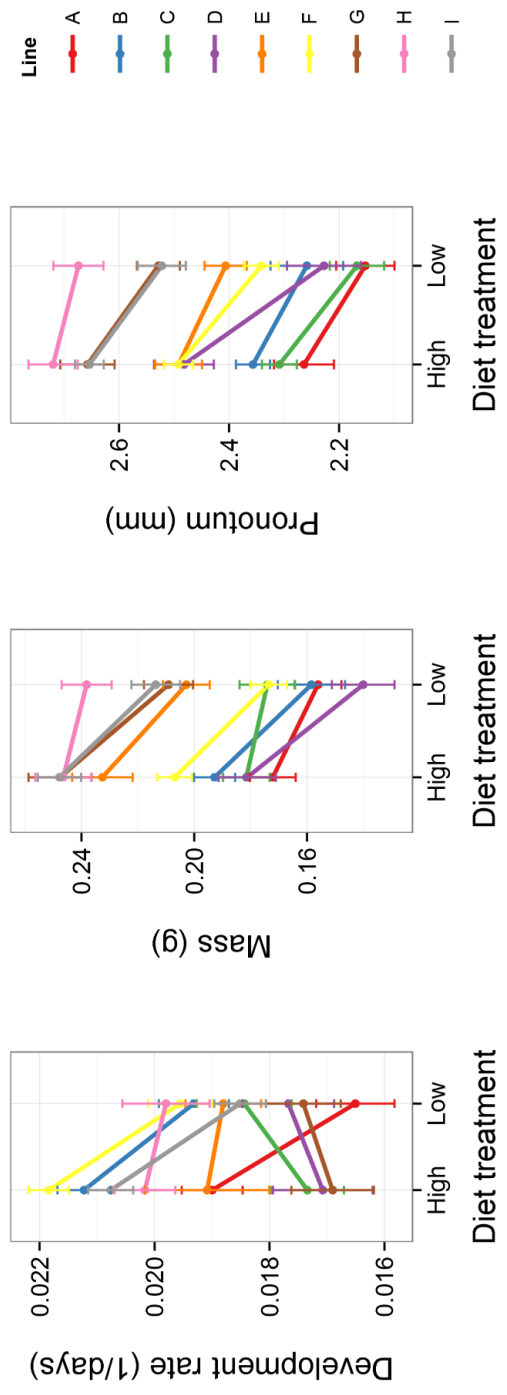 Development rate (1/days)
0.022
0.020
0.018
0.016
High
Low
Diet treatment
Mass (g)
0.24
0.20
0.16
High
Low
Diet treatment
Pronotum (mm)
2.6
2.4
2.2
High
Low
Diet treatment
Line
A
B
C
D
E
F
G
H
I